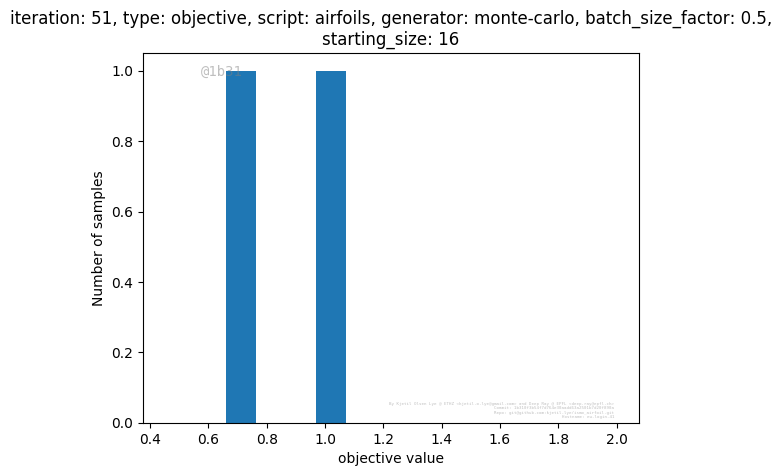 iteration: 51, type: objective, script: airfoils, generator: monte-carlo, batch_size_factor: 0.5,
starting_size: 16
@1b31
1.0
0.8
0.6
0.4
0.2
0.0
Number of samples
0.4 0.6 0.8 1.0 1.2 1.4 1.6 1.8 2.0
objective value